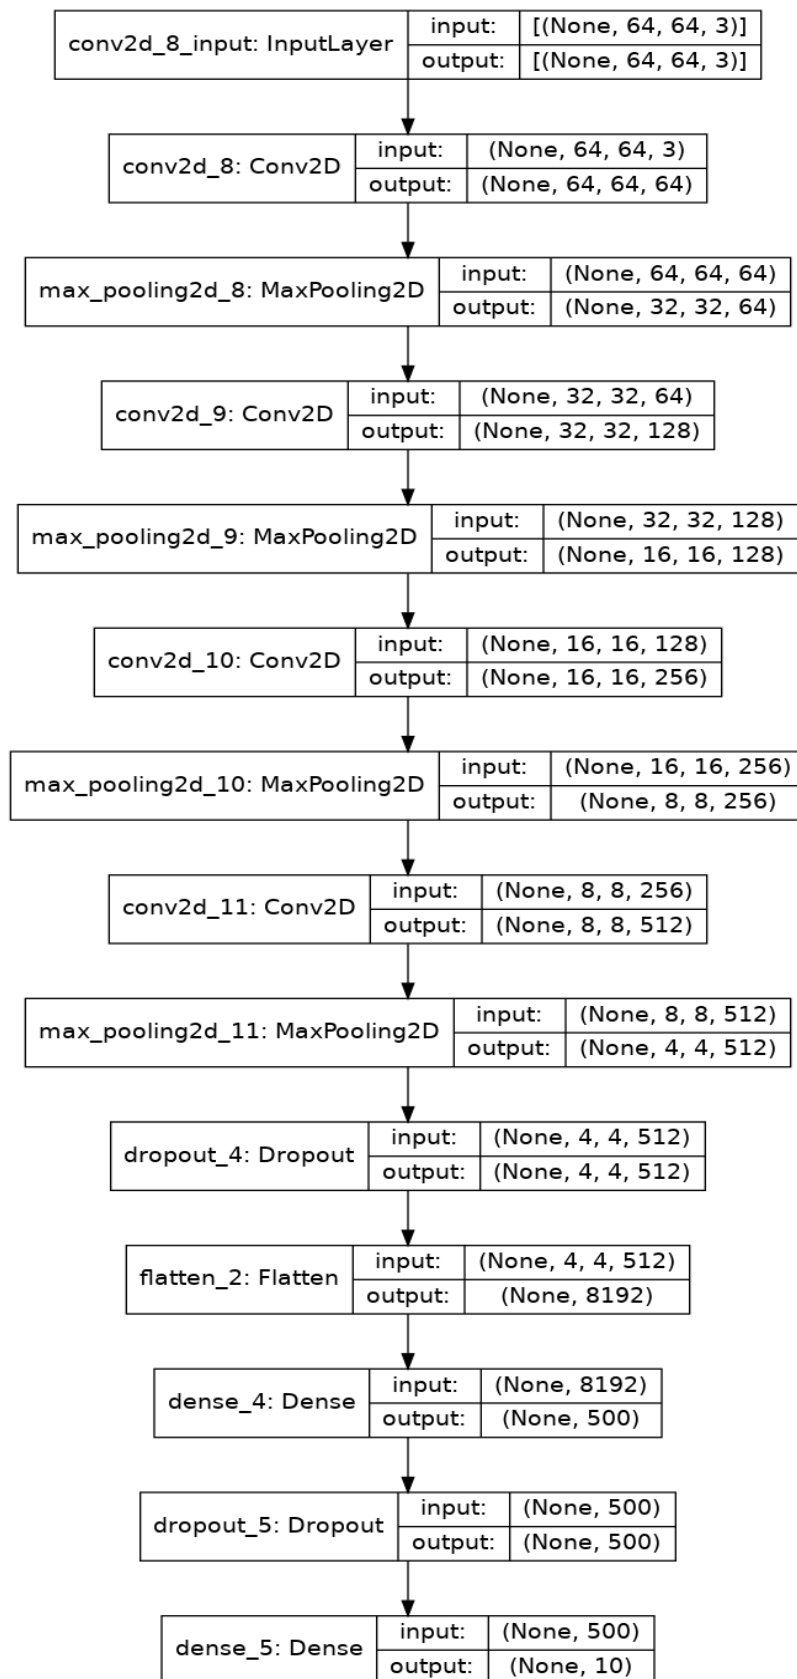 conv2d_8_input: InputLayer
input: [(None, 64, 64, 3)]
output: [(None, 64, 64, 3)]
conv2d_8: Conv2D
input: (None, 64, 64, 3)
output: (None, 64, 64, 64)
max_pooling2d_8: MaxPooling2D
input: (None, 64, 64, 64)
output: (None, 32, 32, 64)
conv2d_9: Conv2D
input: (None, 32, 32, 64)
output: (None, 32, 32, 128)
max_pooling2d_9: MaxPooling2D
input: (None, 32, 32, 128)
output: (None, 16, 16, 128)
conv2d_10: Conv2D
input: (None, 16, 16, 128)
output: (None, 16, 16, 256)
max_pooling2d_10: MaxPooling2D
input: (None, 16, 16, 256)
output: (None, 8, 8, 256)
conv2d_11: Conv2D
input: (None, 8, 8, 256)
output: (None, 8, 8, 512)
max_pooling2d_11: MaxPooling2D
input: (None, 8, 8, 512)
output: (None, 4, 4, 512)
dropout_4: Dropout
input: (None, 4, 4, 512)
output: (None, 4, 4, 512)
flatten_2: Flatten
input: (None, 4, 4, 512)
output: (None, 8192)
dense_4: Dense
input: (None, 8192)
output: (None, 500)
dropout_5: Dropout
input: (None, 500)
output: (None, 500)
dense_5: Dense
input: (None, 500)
output: (None, 10)